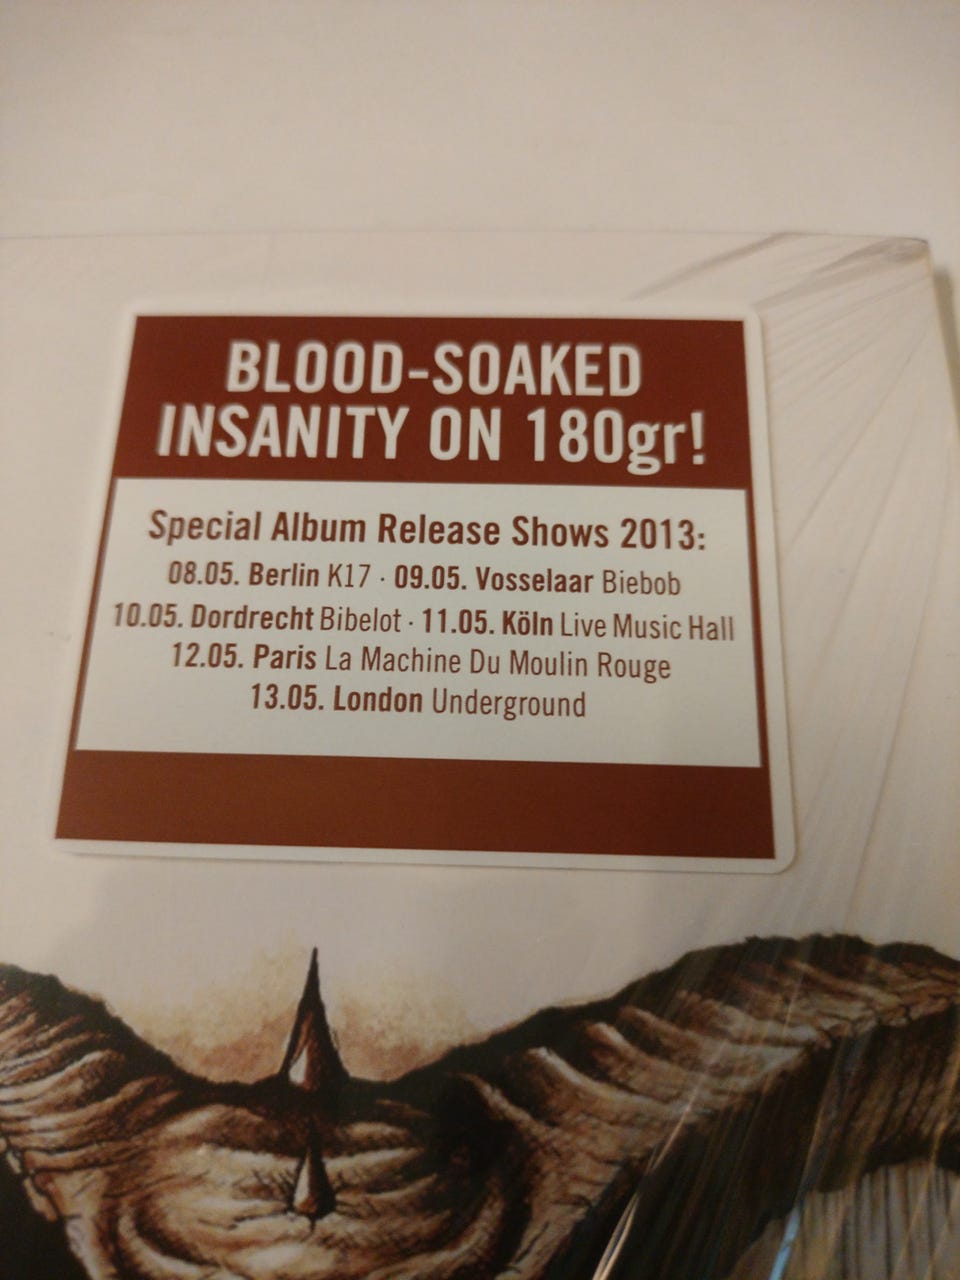 BLOOD-SOAKED
INSANITY ON 180gr!
Special Album Release Shows 2013:
08.05. Berlin K17 · 09.05. Vosselaar Biebob
10.05. Dordrecht Bibelot · 11.05. Köln Live Music Hall
12.05. Paris La Machine Du Moulin Rouge
13.05. London Underground